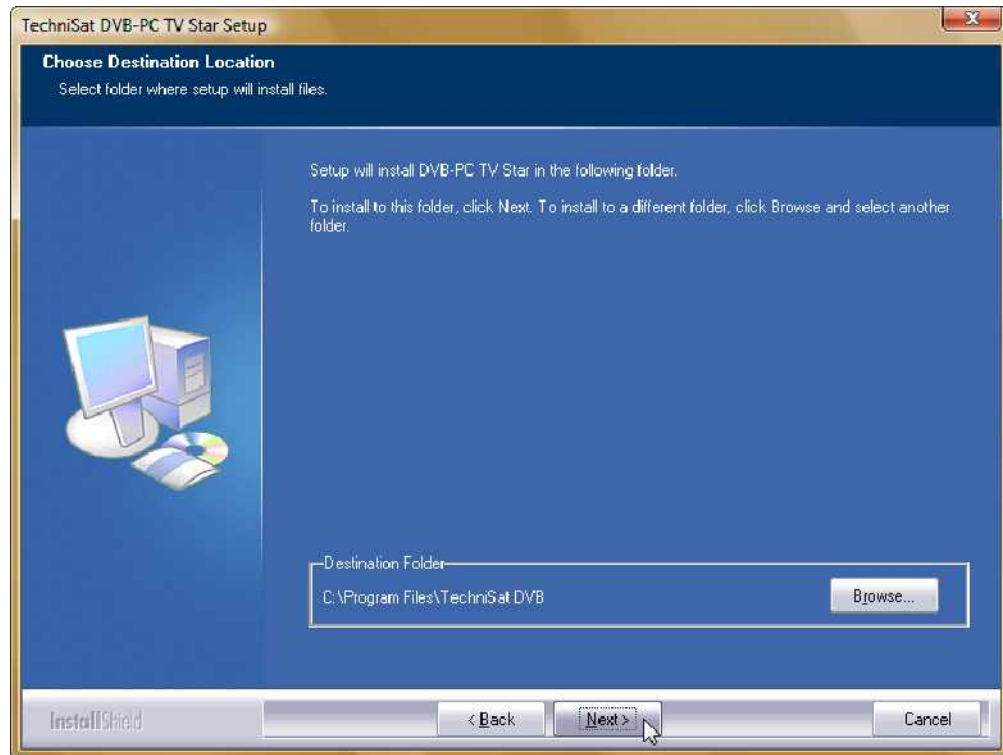 TechniSat DVB-PC TV Star Setup
Choose Destination Location
Select folder where setup will install files.
Setup will install DVB-PC TV Star in the following folder.
To install to this folder, click Next. To install to a different folder, click Browse and select another
folder.
Destination Folder
C:\Program Files\TechniSat DVB
Browse...
InstallShield
< Back
Next >
Cancel